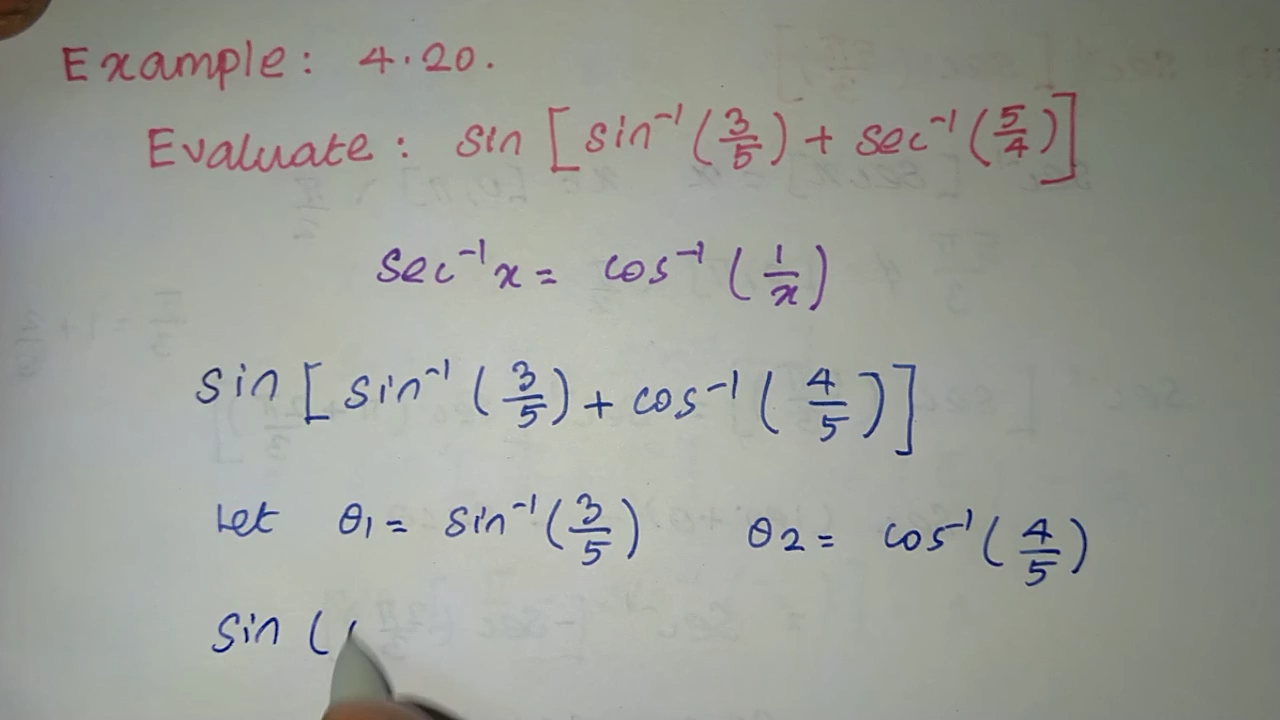 Example: 4.20.
Evaluate: sin [sin⁻¹(3/5) + sec⁻¹(5/4)]
sec⁻¹x = cos⁻¹(1/x)
sin [sin⁻¹(3/5) + cos⁻¹(4/5)]
Let θ1 = sin⁻¹(3/5) θ2 = cos⁻¹(4/5)
sin (